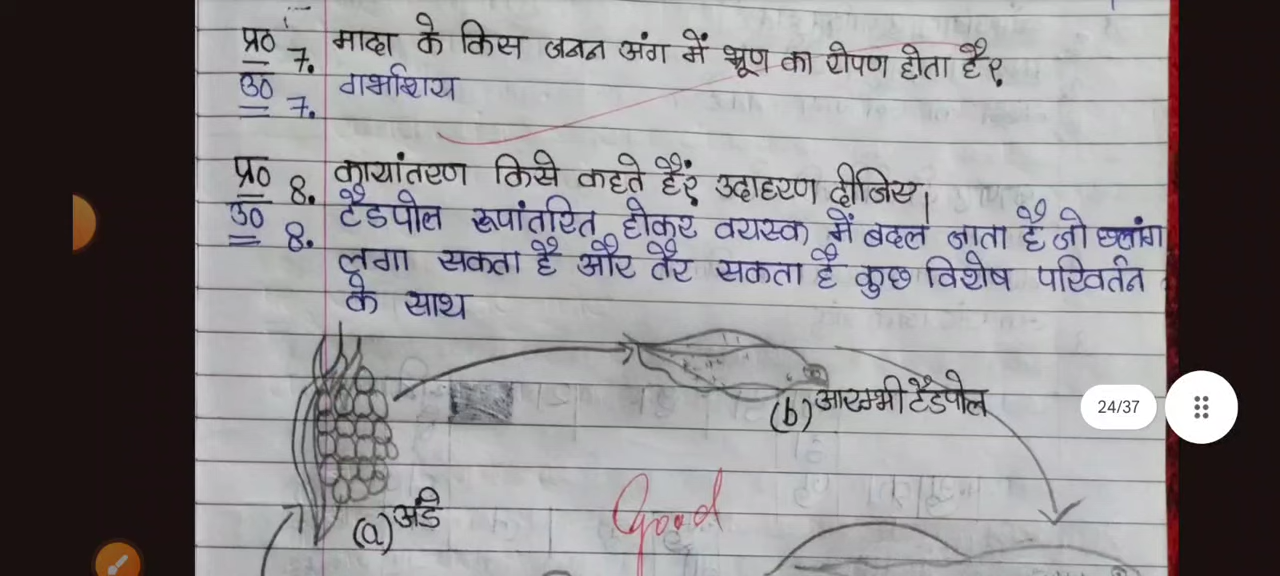 प्र० 7. मादा के किस जनन अंग में भ्रूण का रोपण होता है?
उ० 7. गर्भाशय
प्र० 8. कायांतरण किसे कहते हैं? उदाहरण दीजिए।
उ० 8. टैडपोल रूपांतरित होकर वयस्क में बदल जाता है जो छलांग
लगा सकता है और तैर सकता है कुछ विशेष परिवर्तन
के साथ
(b) आरम्भी टैडपोल
24/37
(a) अंडे
Good